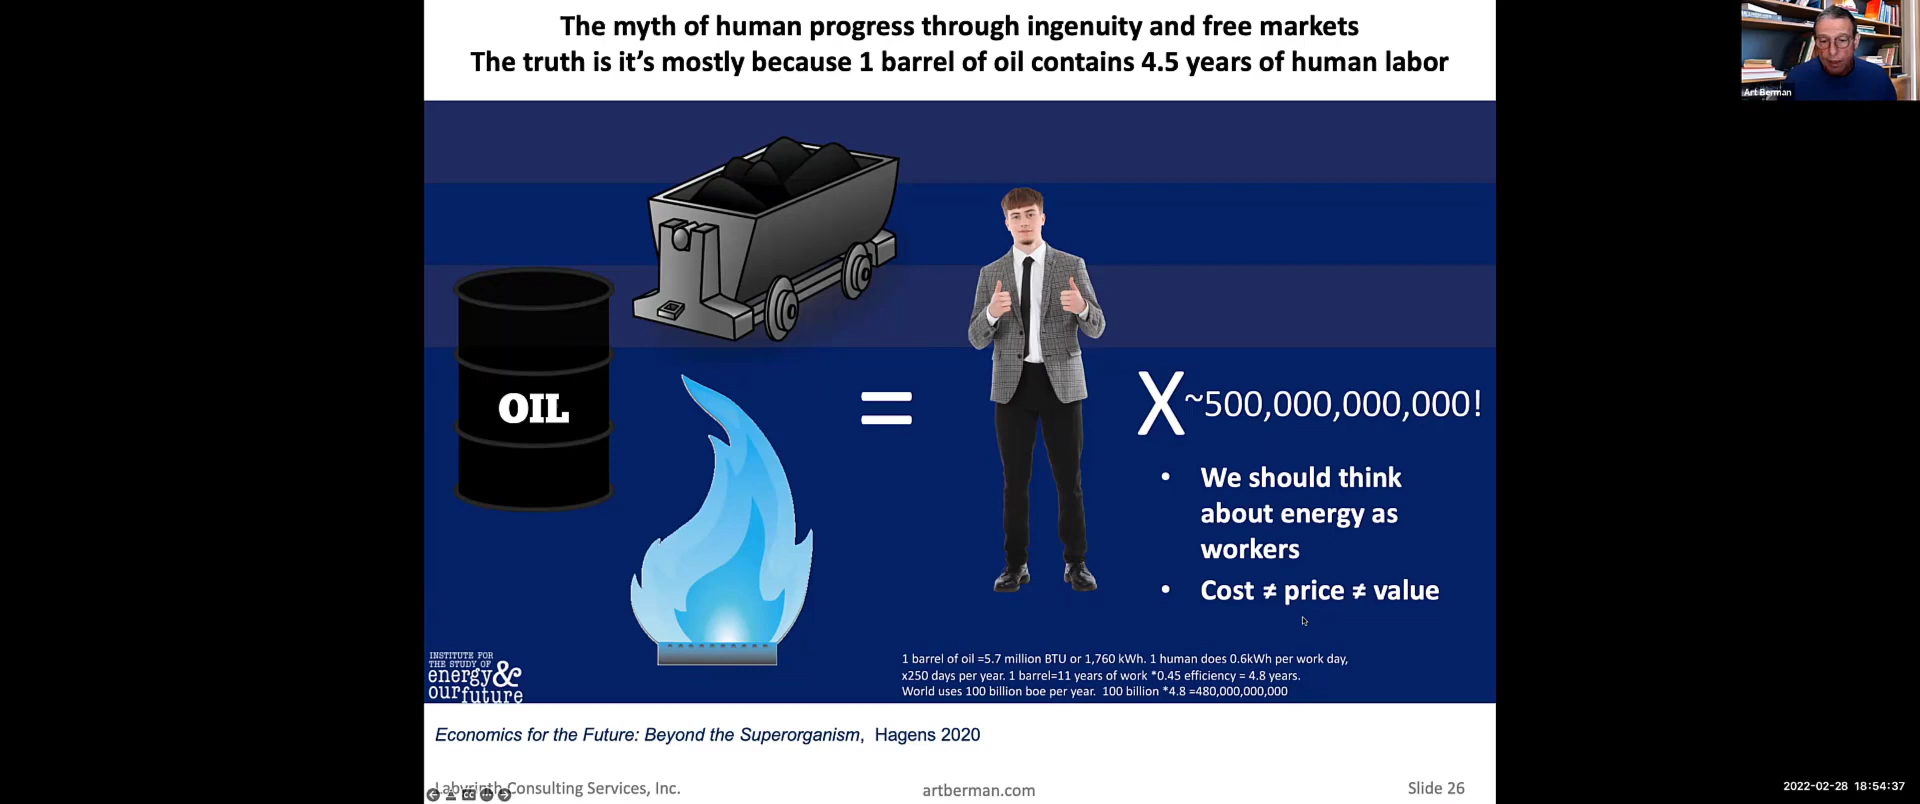 The myth of human progress through ingenuity and free markets
The truth is it's mostly because 1 barrel of oil contains 4.5 years of human labor
Art Berman
OIL
=
X ~500,000,000,000!
• We should think
about energy as
workers
• Cost ≠ price ≠ value
1 barrel of oil =5.7 million BTU or 1,760 kWh. 1 human does 0.6kWh per work day,
x250 days per year. 1 barrel=11 years of work *0.45 efficiency = 4.8 years.
World uses 100 billion boe per year. 100 billion *4.8 =480,000,000,000
INSTITUTE FOR
THE STUDY OF
energy &
our future
Economics for the Future: Beyond the Superorganism, Hagens 2020
Labyrinth Consulting Services, Inc.
artberman.com
Slide 26
2022-02-28 18:54:37